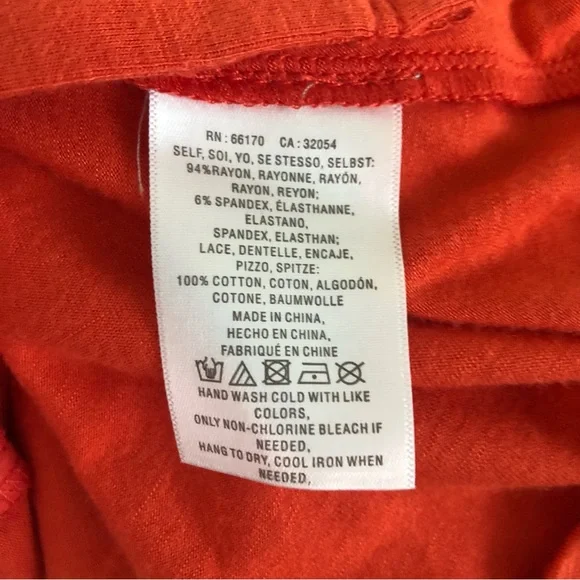 RN : 66170 CA : 32054
SELF, SOI, YO, SE STESSO, SELBST:
94%RAYON, RAYONNE, RAYÓN,
RAYON, REYON;
6% SPANDEX, ÉLASTHANNE,
ELASTANO,
SPANDEX, ELASTHAN;
LACE, DENTELLE, ENCAJE,
PIZZO, SPITZE:
100% COTTON, COTON, ALGODÓN,
COTONE, BAUMWOLLE
MADE IN CHINA,
HECHO EN CHINA,
FABRIQUÉ EN CHINE
HAND WASH COLD WITH LIKE
COLORS,
ONLY NON-CHLORINE BLEACH IF
NEEDED,
HANG TO DRY, COOL IRON WHEN
NEEDED,